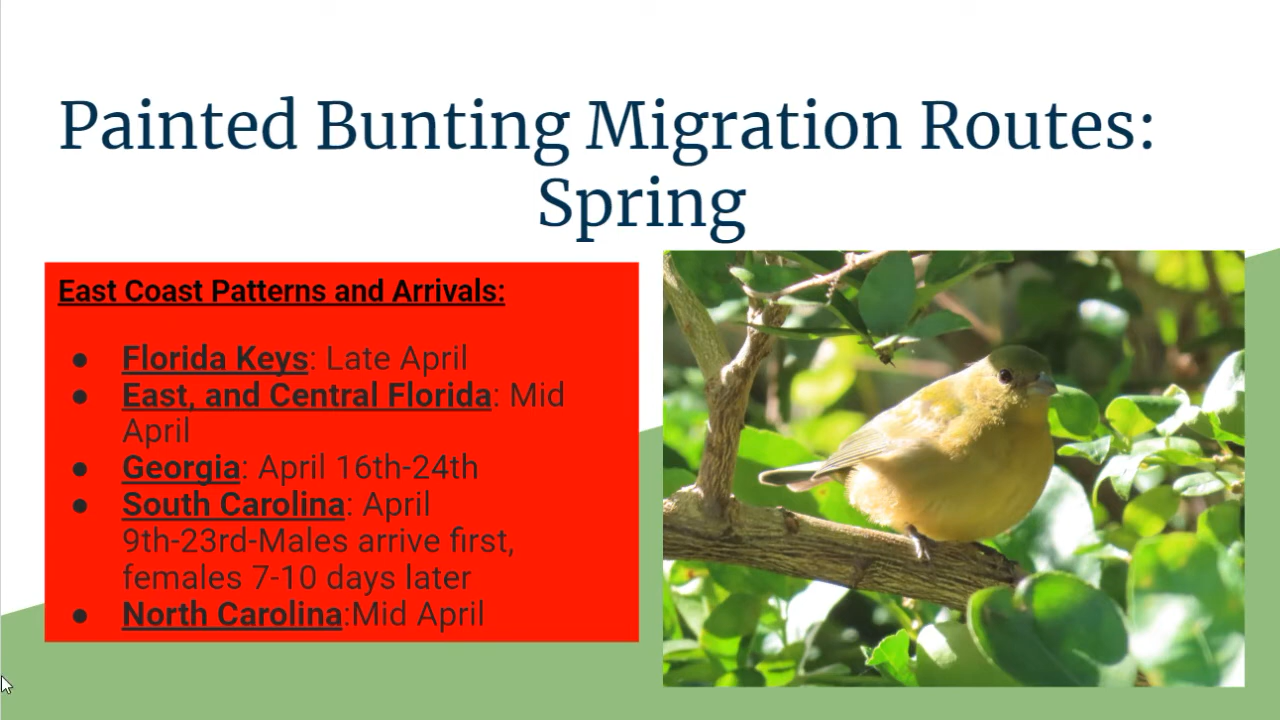 Painted Bunting Migration Routes:
Spring
East Coast Patterns and Arrivals:
● Florida Keys: Late April
● East, and Central Florida: Mid
April
● Georgia: April 16th-24th
● South Carolina: April
9th-23rd-Males arrive first,
females 7-10 days later
● North Carolina:Mid April